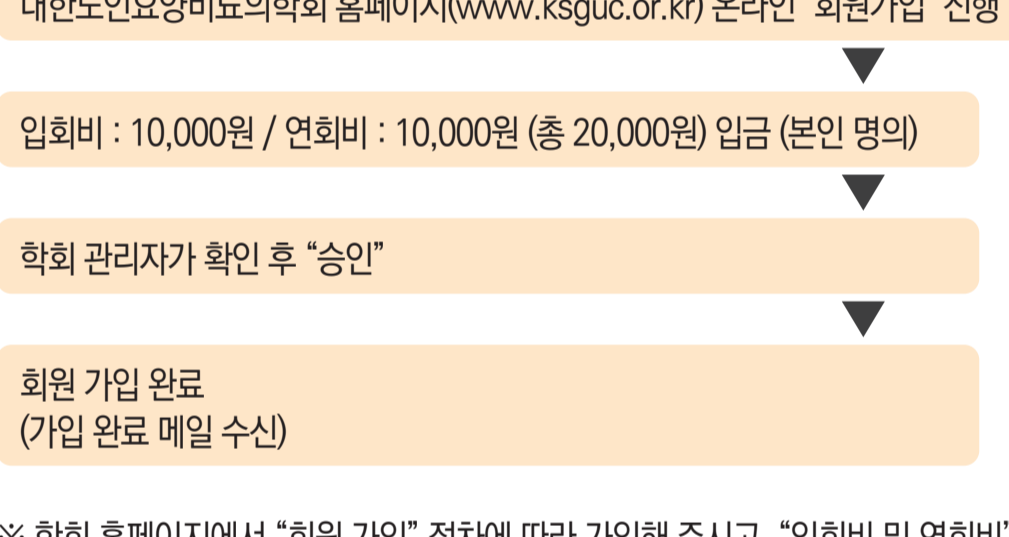 대한노인요양비뇨의학회 홈페이지(www.ksguc.or.kr) 온라인 “회원가입” 진행
입회비 : 10,000원 / 연회비 : 10,000원 (총 20,000원) 입금 (본인 명의)
학회 관리자가 확인 후 “승인”
회원 가입 완료
(가입 완료 메일 수신)
※ 학회 홈페이지에서 “회원 가입” 절차에 따라 가입해 주시고, “입회비 및 연회비”